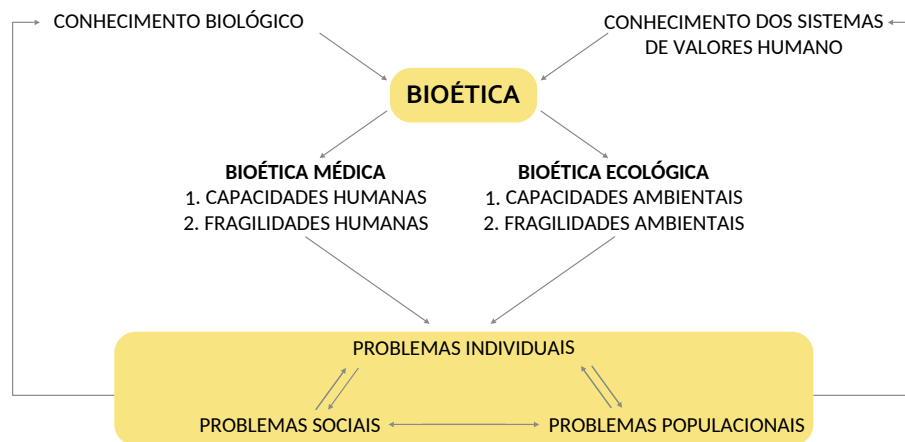 CONHECIMENTO BIOLÓGICO
CONHECIMENTO DOS SISTEMAS
DE VALORES HUMANO
BIOÉTICA
BIOÉTICA MÉDICA
1. CAPACIDADES HUMANAS
2. FRAGILIDADES HUMANAS
BIOÉTICA ECOLÓGICA
1. CAPACIDADES AMBIENTAIS
2. FRAGILIDADES AMBIENTAIS
PROBLEMAS INDIVIDUAIS
PROBLEMAS SOCIAIS
PROBLEMAS POPULACIONAIS